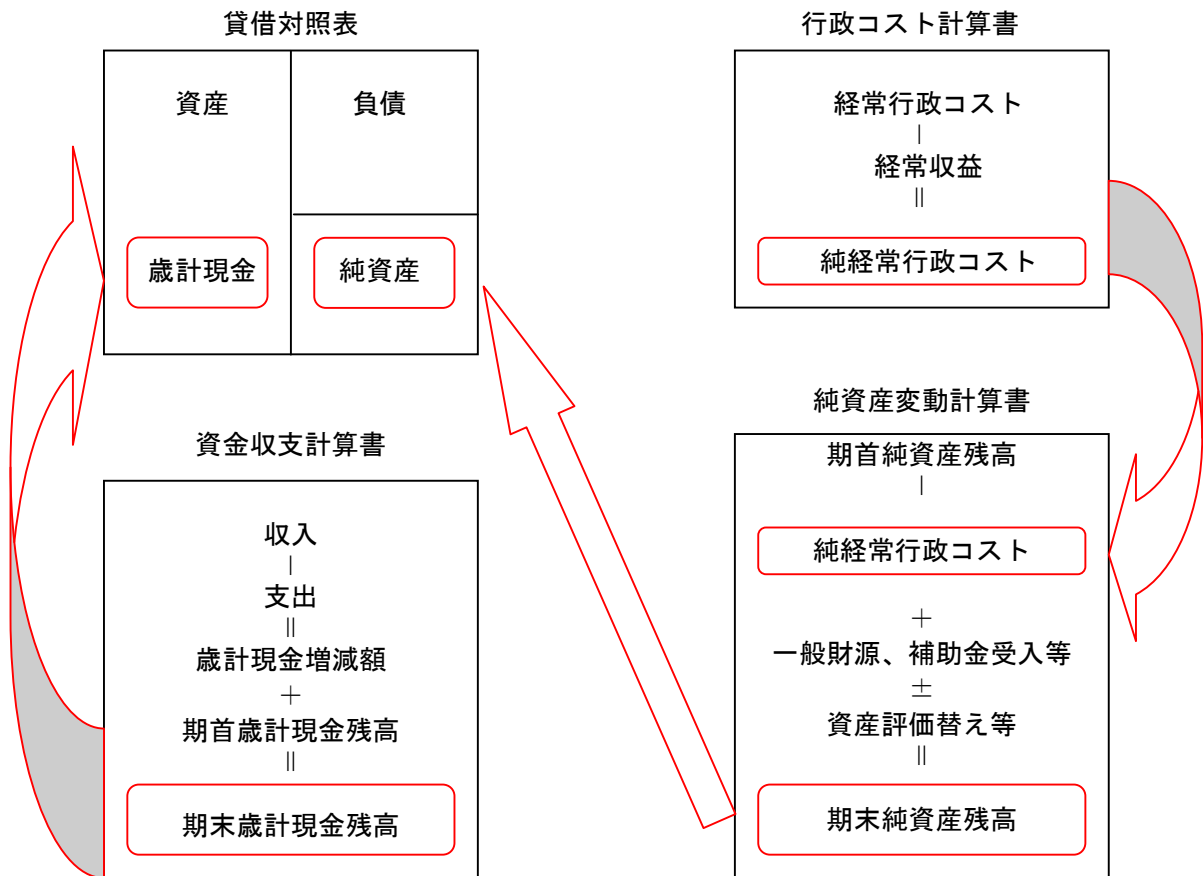 貸借対照表
資産
負債
歳計現金
純資産
行政コスト計算書
経常行政コスト
－
経常収益
＝
純経常行政コスト
資金収支計算書
収入
－
支出
＝
歳計現金増減額
＋
期首歳計現金残高
＝
期末歳計現金残高
純資産変動計算書
期首純資産残高
－
純経常行政コスト
＋
一般財源、補助金受入等
±
資産評価替え等
＝
期末純資産残高